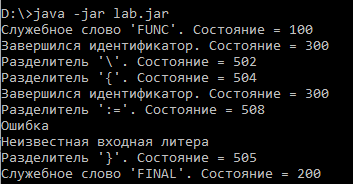 D:\>java -jar lab.jar
Служебное слово 'FUNC'. Состояние = 100
Завершился идентификатор. Состояние = 300
Разделитель '\'. Состояние = 502
Разделитель '{'. Состояние = 504
Завершился идентификатор. Состояние = 300
Разделитель ':='. Состояние = 508
Ошибка
Неизвестная входная литера
Разделитель '}'. Состояние = 505
Служебное слово 'FINAL'. Состояние = 200